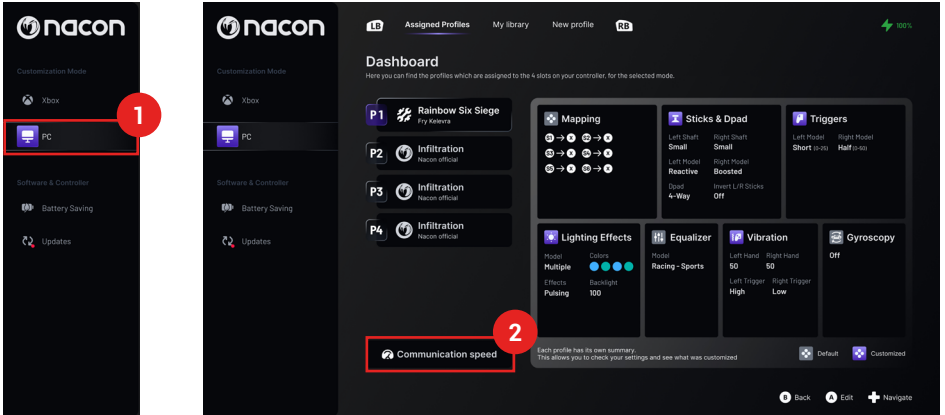 nacon
Customization Mode
Xbox
1
PC
Software & Controller
Battery Saving
Updates
nacon
Customization Mode
Xbox
PC
Software & Controller
Battery Saving
Updates
LB Assigned Profiles My library New profile RB
100%
Dashboard
Here you can find the profiles which are assigned to the 4 slots on your controller, for the selected mode.
P1 Rainbow Six Siege
Fry Kelevra
P2 Infiltration
Nacon official
P3 Infiltration
Nacon official
P4 Infiltration
Nacon official
Mapping
S1 → X S2 → X
S3 → X S4 → X
S5 → X S6 → X
Sticks & Dpad
Left Shaft Right Shaft
Small Small
Left Model Right Model
Reactive Boosted
Dpad Invert L/R Sticks
4-Way Off
Triggers
Left Model Right Model
Short (0-25) Half (0-50)
Lighting Effects
Model Colors
Multiple
Effects Backlight
Pulsing 100
Equalizer
Model
Racing - Sports
Vibration
Left Hand Right Hand
50 50
Left Trigger Right Trigger
High Low
Gyroscopy
Off
2
Communication speed
Each profile has its own summary.
This allows you to check your settings and see what was customized
Default Customized
B Back A Edit Navigate